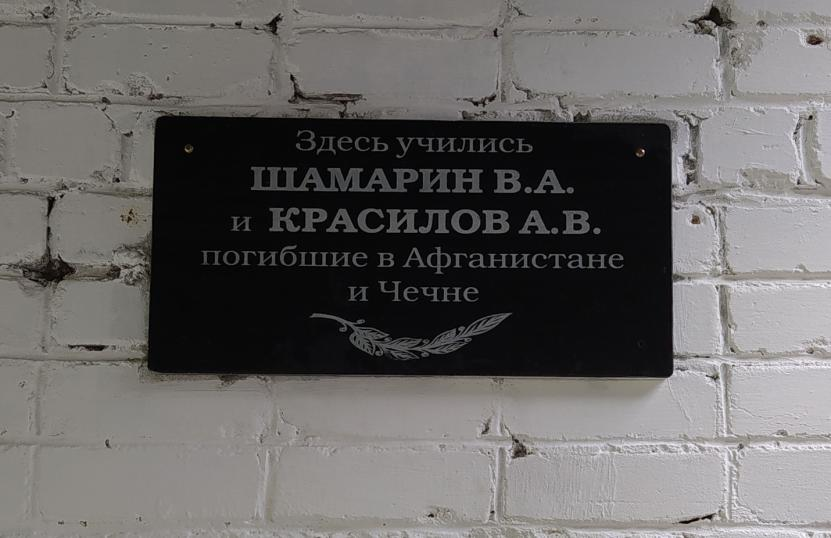 Здесь учились
ШАМАРИН В.А.
и КРАСИЛОВ А.В.
погибшие в Афганистане
и Чечне